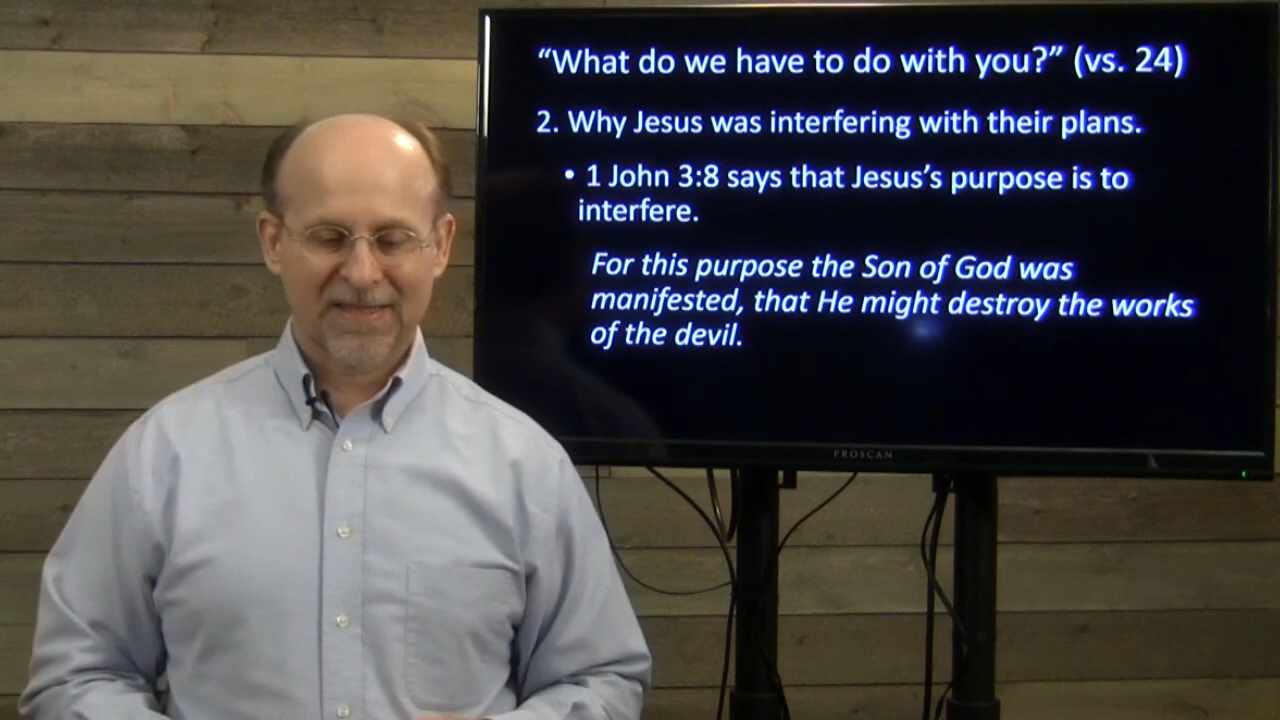 “What do we have to do with you?” (vs. 24)
2. Why Jesus was interfering with their plans.
• 1 John 3:8 says that Jesus’s purpose is to
interfere.
For this purpose the Son of God was
manifested, that He might destroy the works
of the devil.
PROSCAN